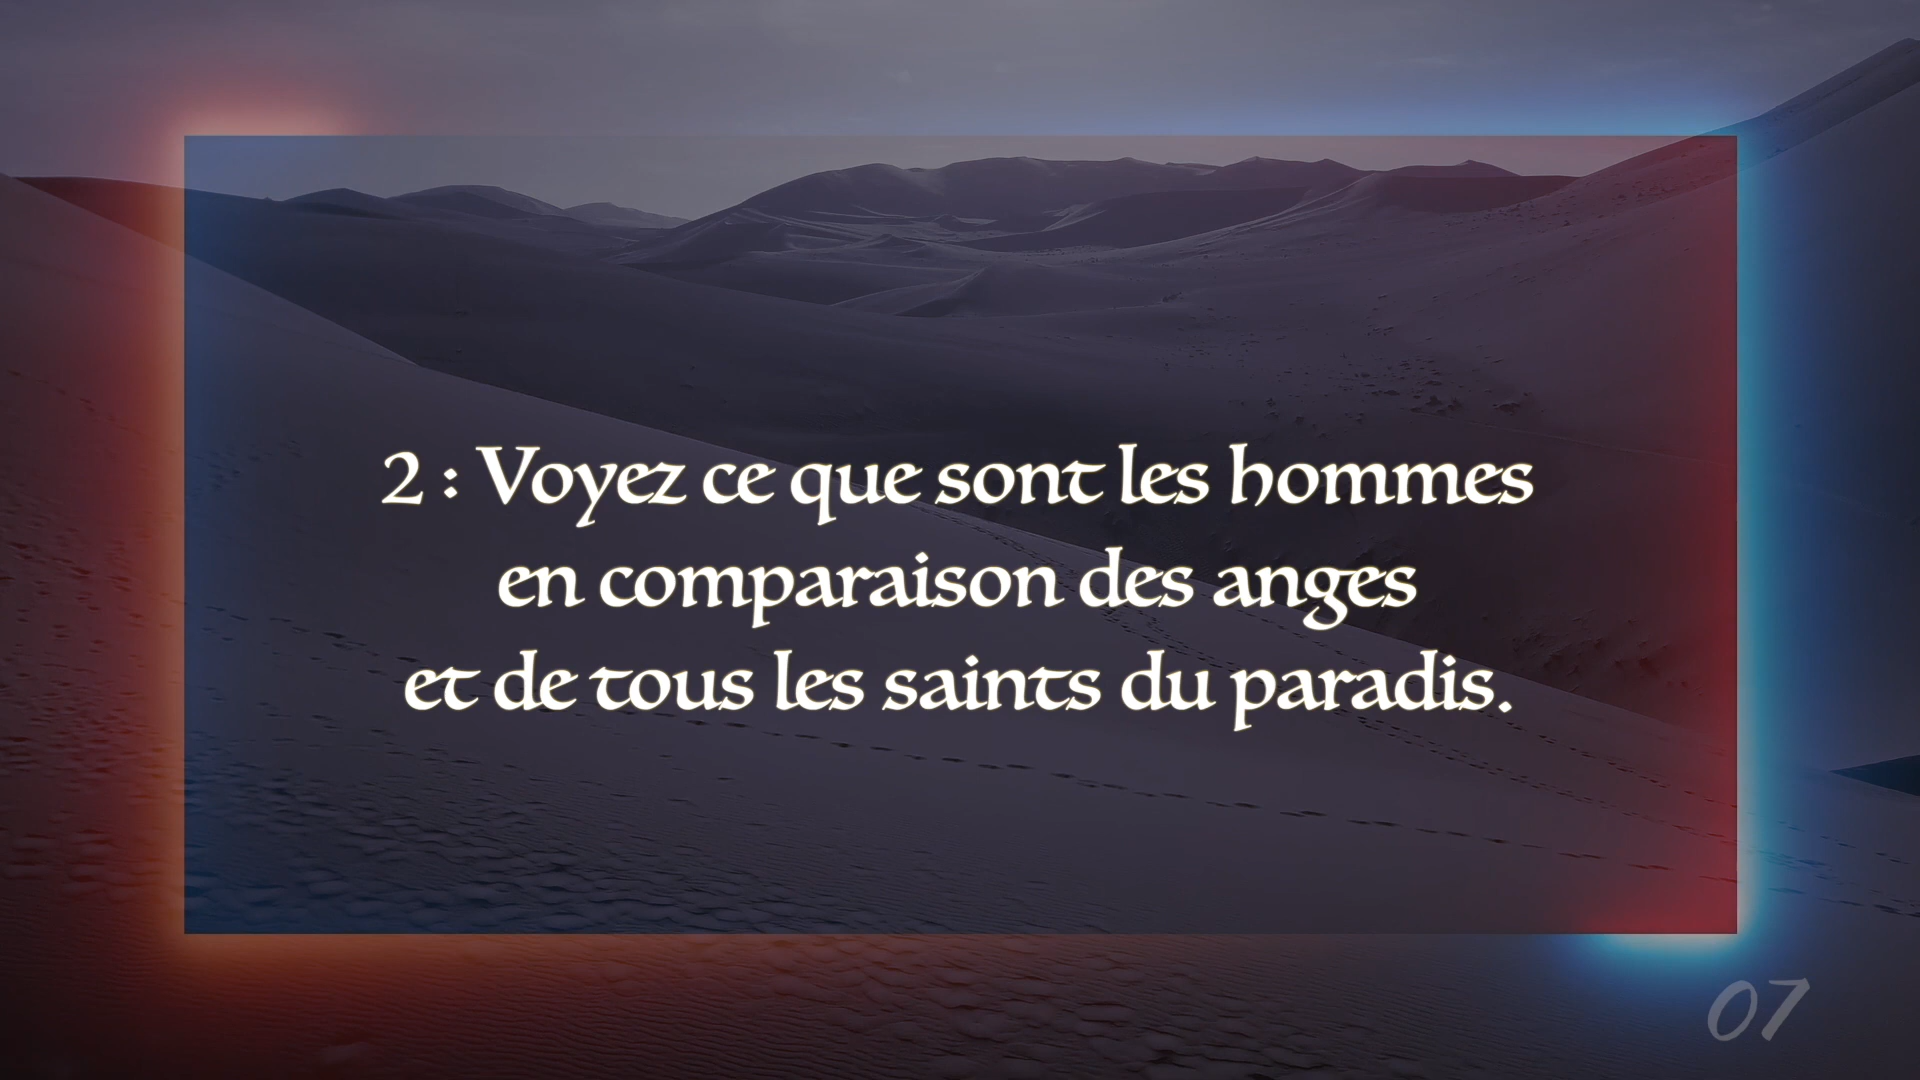 2 : Voyez ce que sont les hommes
en comparaison des anges
et de tous les saints du paradis.
07